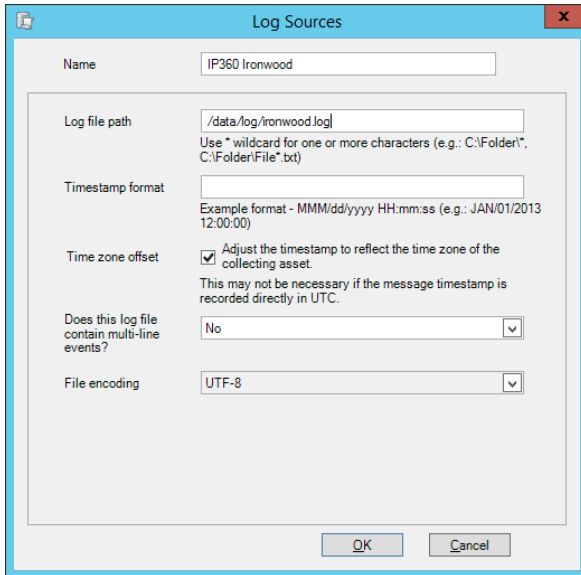 Log Sources
x
Name
IP360 Ironwood
Log file path
/data/log/ironwood.log
Use * wildcard for one or more characters (e.g.: C:\Folder\*,
C:\Folder\File*.txt)
Timestamp format
Example format - MMM/dd/yyyy HH:mm:ss (e.g.: JAN/01/2013
12:00:00)
Time zone offset
Adjust the timestamp to reflect the time zone of the
collecting asset.
This may not be necessary if the message timestamp is
recorded directly in UTC.
Does this log file
contain multi-line
events?
No
File encoding
UTF-8
OK
Cancel